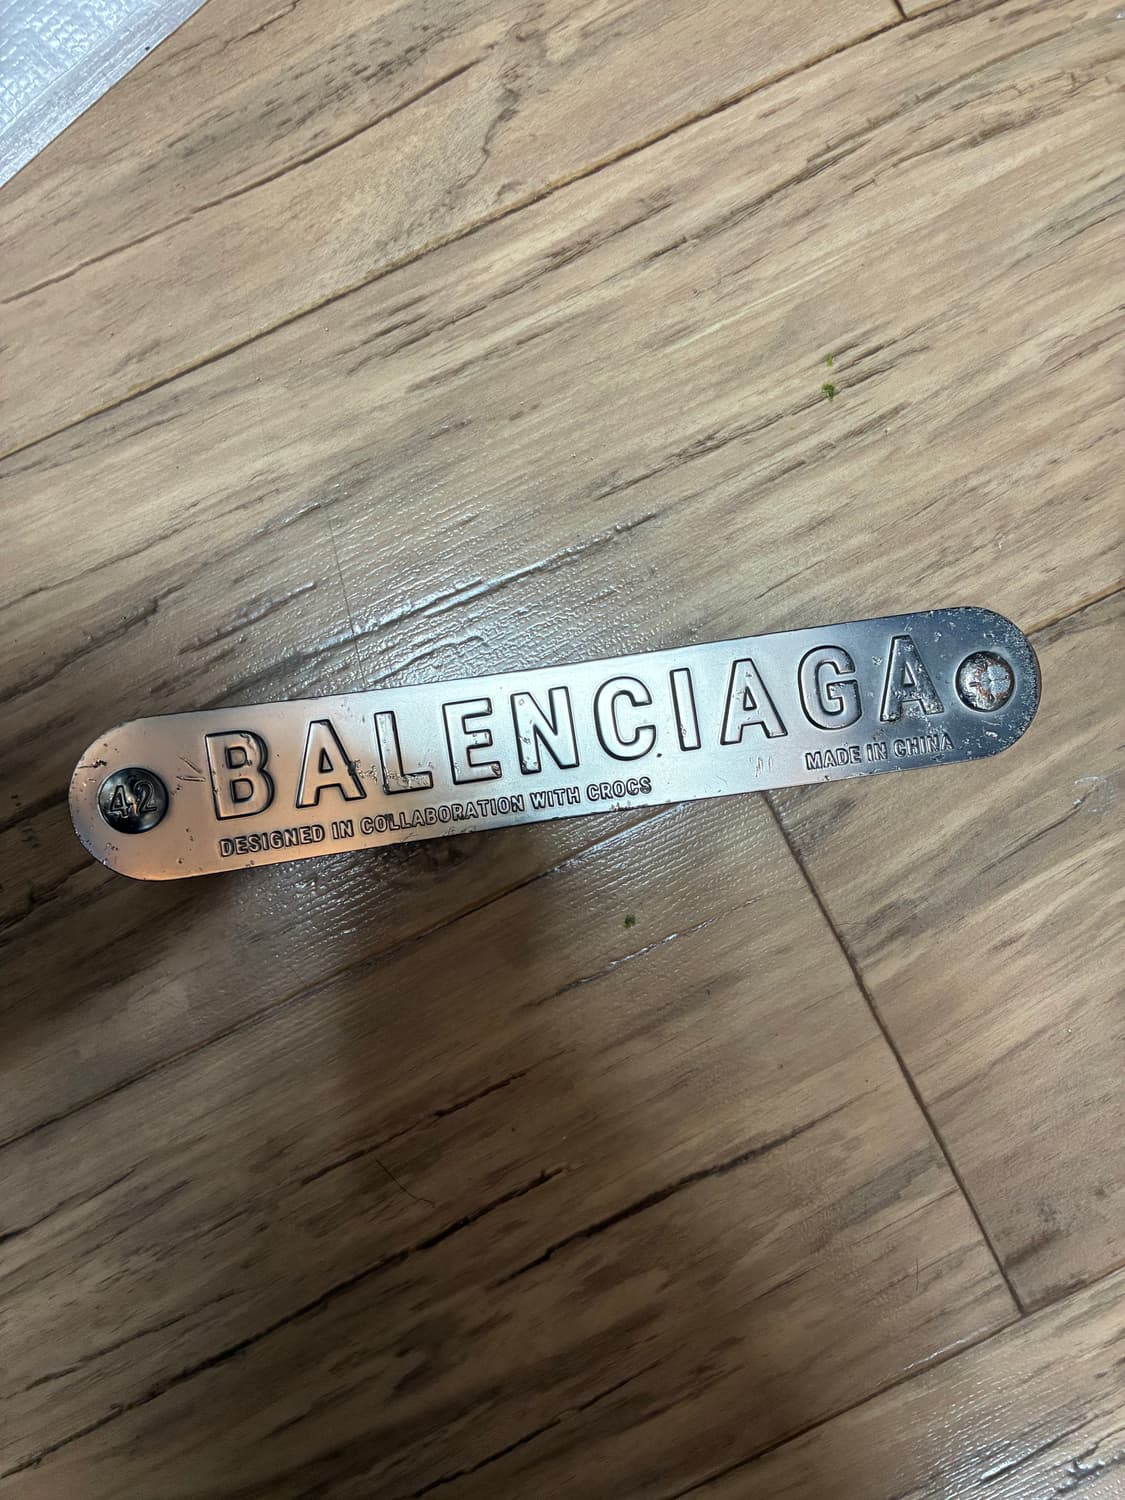 42
BALENCIAGA
DESIGNED IN COLLABORATION WITH CROCS
MADE IN CHINA